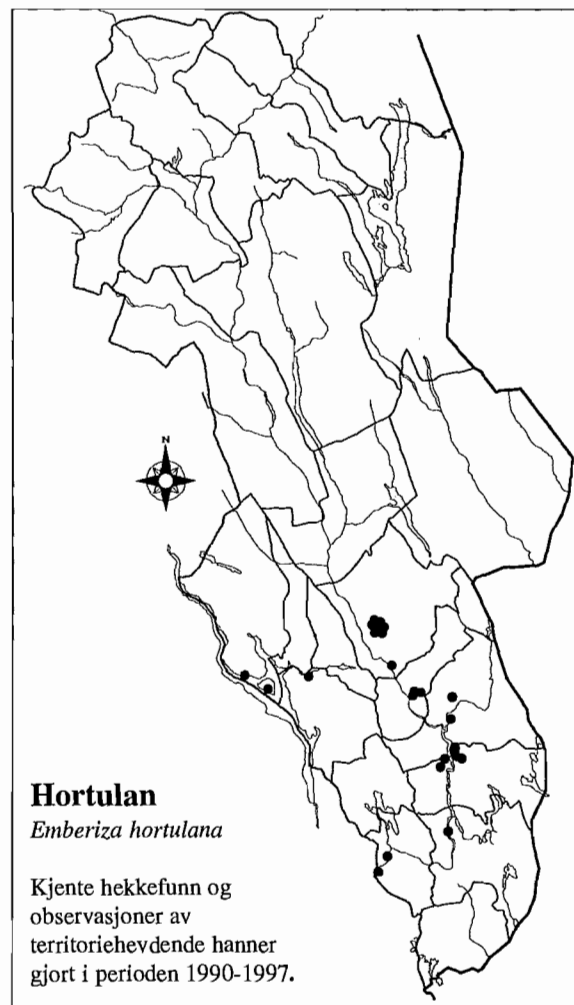 N
Hortulan
Emberiza hortulana
Kjente hekkefunn og
observasjoner av
territoriehevdende hanner
gjort i perioden 1990-1997.